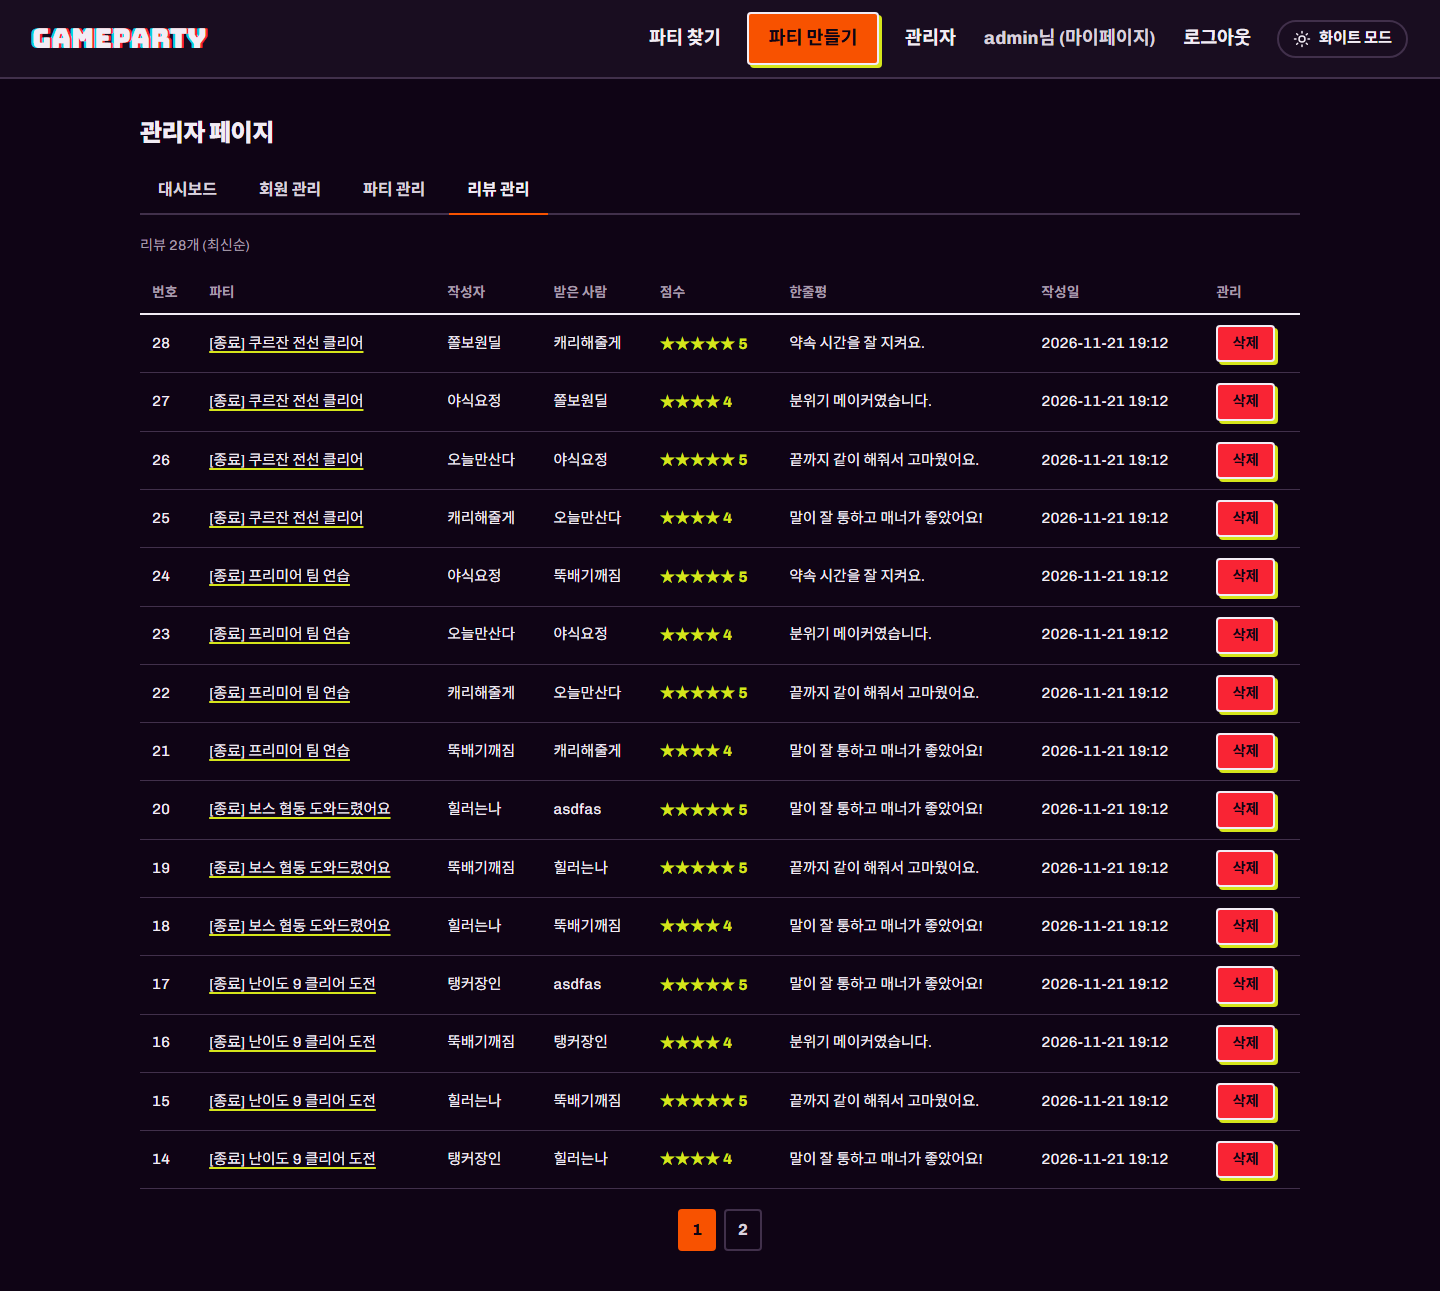 GAMEPARTY
파티 찾기 파티 만들기 관리자 admin님 (마이페이지) 로그아웃 화이트 모드
관리자 페이지
대시보드 회원 관리 파티 관리 리뷰 관리
리뷰 28개 (최신순)
번호 파티 작성자 받은 사람 점수 한줄평 작성일 관리
28 [종료] 쿠르잔 전선 클리어 쫄보원딜 캐리해줄게 ★★★★★ 5 약속 시간을 잘 지켜요. 2026-11-21 19:12 삭제
27 [종료] 쿠르잔 전선 클리어 야식요정 쫄보원딜 ★★★★ 4 분위기 메이커였습니다. 2026-11-21 19:12 삭제
26 [종료] 쿠르잔 전선 클리어 오늘만산다 야식요정 ★★★★★ 5 끝까지 같이 해줘서 고마웠어요. 2026-11-21 19:12 삭제
25 [종료] 쿠르잔 전선 클리어 캐리해줄게 오늘만산다 ★★★★ 4 말이 잘 통하고 매너가 좋았어요! 2026-11-21 19:12 삭제
24 [종료] 프리미어 팀 연습 야식요정 뚝배기깨짐 ★★★★★ 5 약속 시간을 잘 지켜요. 2026-11-21 19:12 삭제
23 [종료] 프리미어 팀 연습 오늘만산다 야식요정 ★★★★ 4 분위기 메이커였습니다. 2026-11-21 19:12 삭제
22 [종료] 프리미어 팀 연습 캐리해줄게 오늘만산다 ★★★★★ 5 끝까지 같이 해줘서 고마웠어요. 2026-11-21 19:12 삭제
21 [종료] 프리미어 팀 연습 뚝배기깨짐 캐리해줄게 ★★★★ 4 말이 잘 통하고 매너가 좋았어요! 2026-11-21 19:12 삭제
20 [종료] 보스 협동 도와드렸어요 힐러는나 asdfas ★★★★★ 5 말이 잘 통하고 매너가 좋았어요! 2026-11-21 19:12 삭제
19 [종료] 보스 협동 도와드렸어요 뚝배기깨짐 힐러는나 ★★★★★ 5 끝까지 같이 해줘서 고마웠어요. 2026-11-21 19:12 삭제
18 [종료] 보스 협동 도와드렸어요 힐러는나 뚝배기깨짐 ★★★★ 4 말이 잘 통하고 매너가 좋았어요! 2026-11-21 19:12 삭제
17 [종료] 난이도 9 클리어 도전 탱커장인 asdfas ★★★★★ 5 말이 잘 통하고 매너가 좋았어요! 2026-11-21 19:12 삭제
16 [종료] 난이도 9 클리어 도전 뚝배기깨짐 탱커장인 ★★★★ 4 분위기 메이커였습니다. 2026-11-21 19:12 삭제
15 [종료] 난이도 9 클리어 도전 힐러는나 뚝배기깨짐 ★★★★★ 5 끝까지 같이 해줘서 고마웠어요. 2026-11-21 19:12 삭제
14 [종료] 난이도 9 클리어 도전 탱커장인 힐러는나 ★★★★ 4 말이 잘 통하고 매너가 좋았어요! 2026-11-21 19:12 삭제
1 2